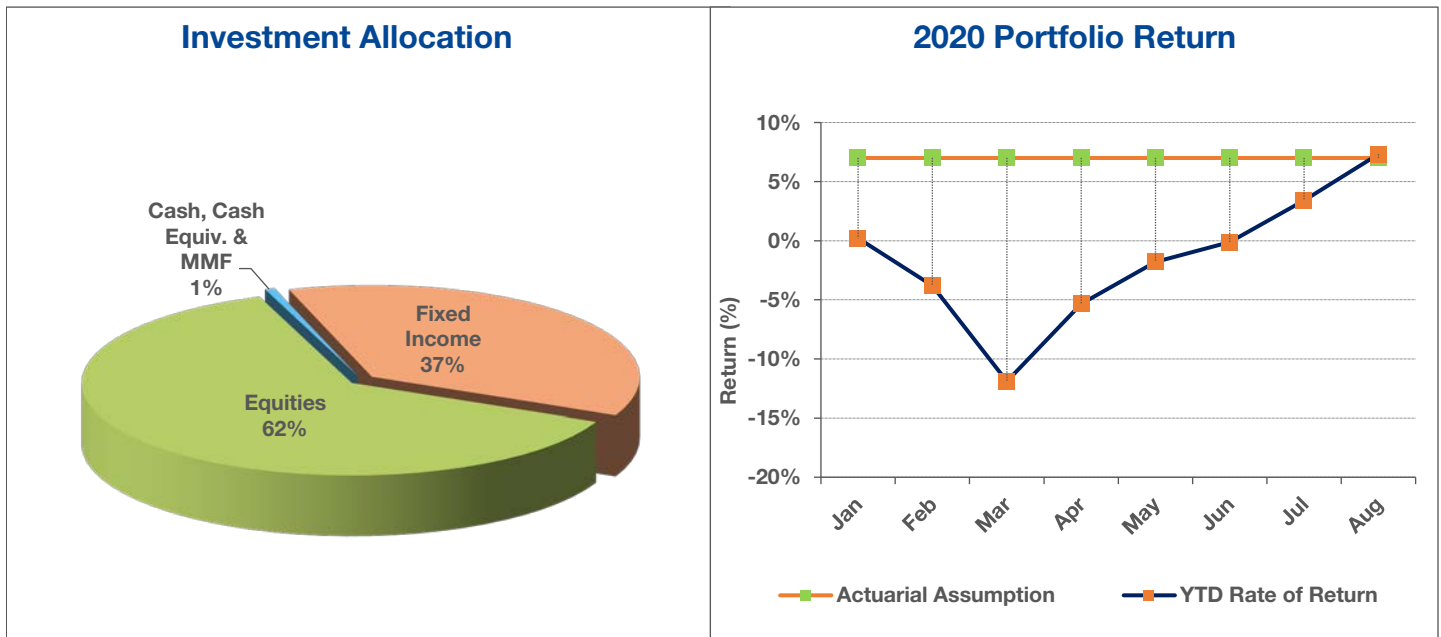 Investment Allocation
Cash, Cash
Equiv. &
MMF
1%
Fixed
Income
37%
Equities
62%
2020 Portfolio Return
Return (%)
10%
5%
0%
-5%
-10%
-15%
-20%
Jan
Feb
Mar
Apr
May
Jun
Jul
Aug
Actuarial Assumption
YTD Rate of Return